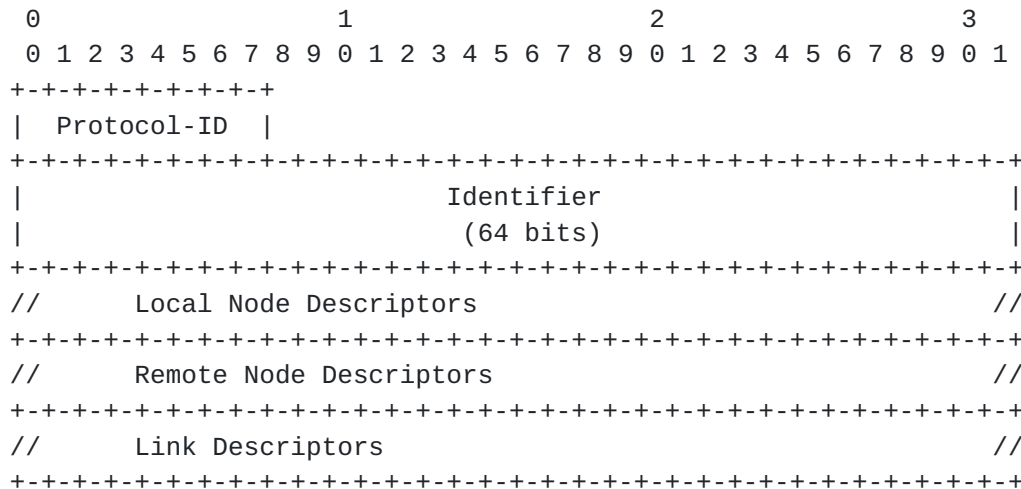 0                   1                   2                   3
 0 1 2 3 4 5 6 7 8 9 0 1 2 3 4 5 6 7 8 9 0 1 2 3 4 5 6 7 8 9 0 1
+-+-+-+-+-+-+-+-+
|  Protocol-ID  |
+-+-+-+-+-+-+-+-+-+-+-+-+-+-+-+-+-+-+-+-+-+-+-+-+-+-+-+-+-+-+-+-+
|                           Identifier                          |
|                            (64 bits)                          |
+-+-+-+-+-+-+-+-+-+-+-+-+-+-+-+-+-+-+-+-+-+-+-+-+-+-+-+-+-+-+-+-+
//      Local Node Descriptors                                 //
+-+-+-+-+-+-+-+-+-+-+-+-+-+-+-+-+-+-+-+-+-+-+-+-+-+-+-+-+-+-+-+-+
//      Remote Node Descriptors                                //
+-+-+-+-+-+-+-+-+-+-+-+-+-+-+-+-+-+-+-+-+-+-+-+-+-+-+-+-+-+-+-+-+
//      Link Descriptors                                       //
+-+-+-+-+-+-+-+-+-+-+-+-+-+-+-+-+-+-+-+-+-+-+-+-+-+-+-+-+-+-+-+-+